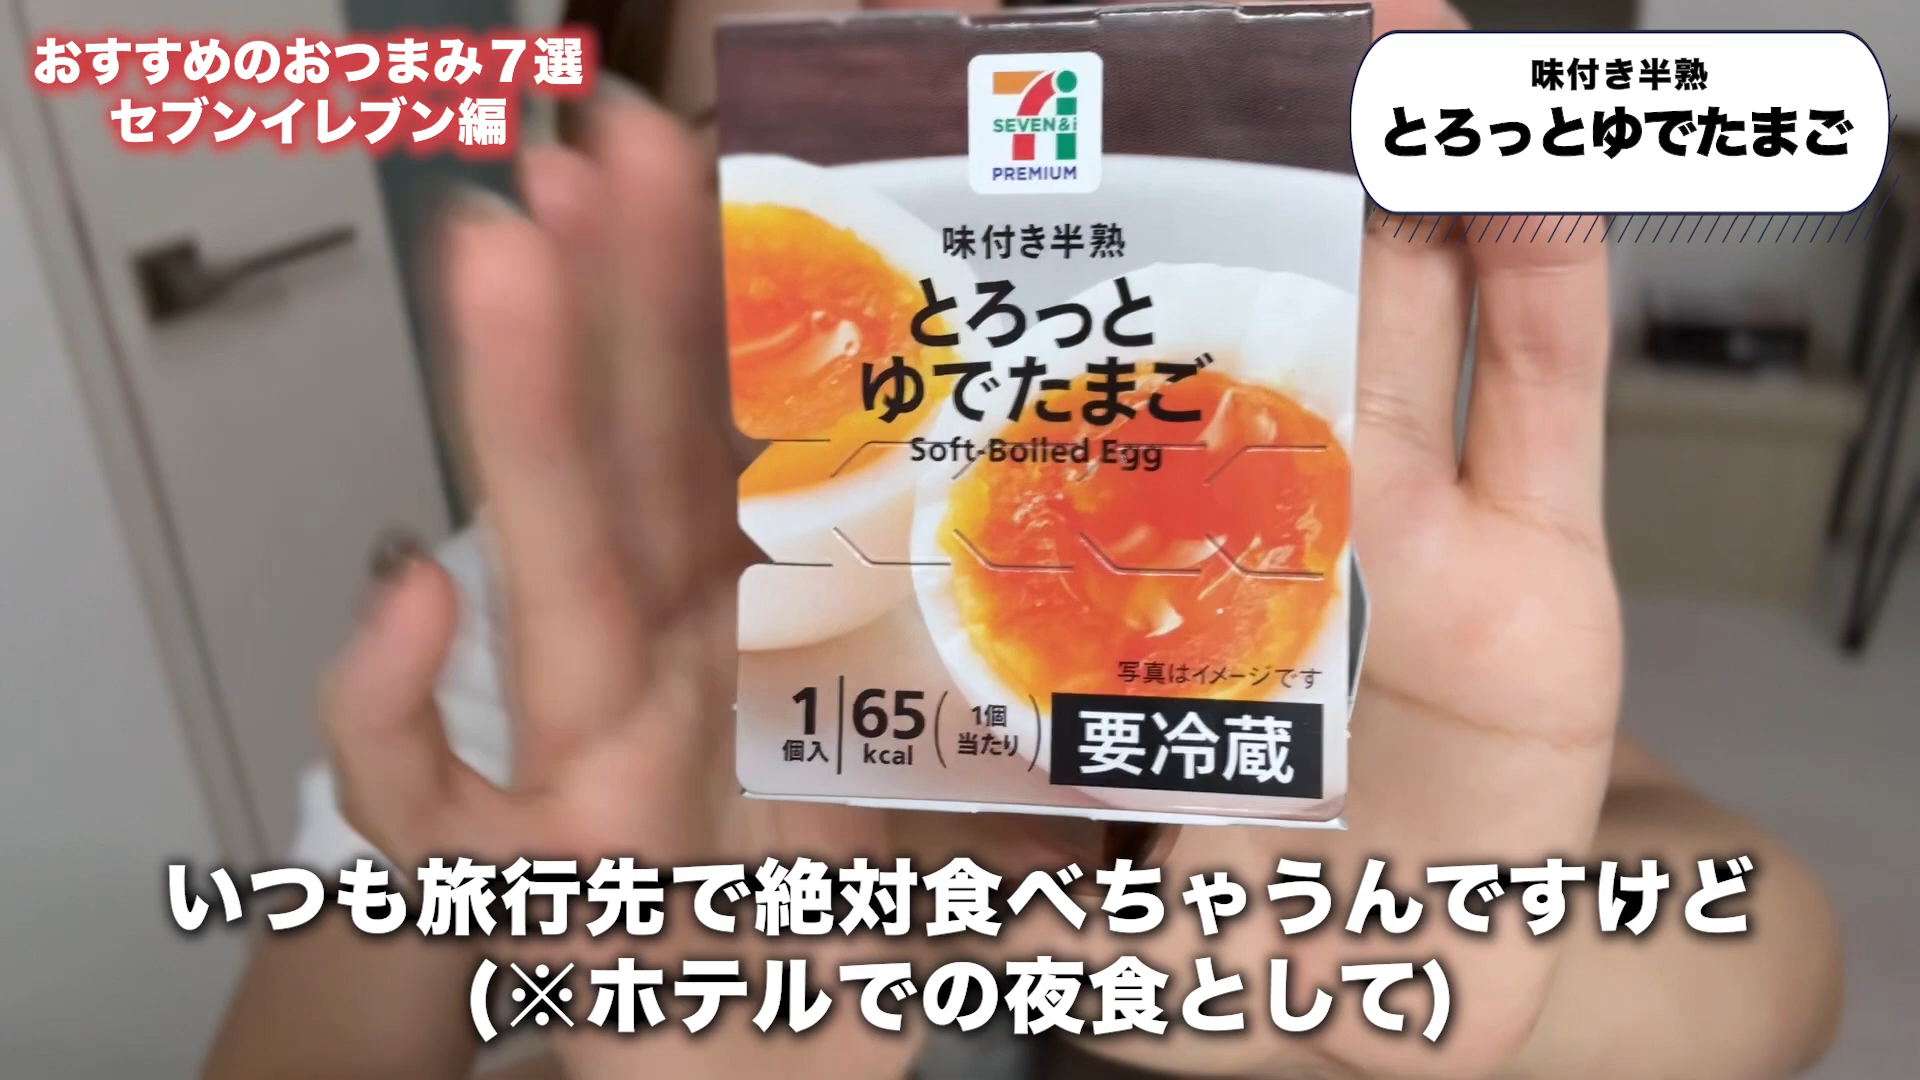 おすすめのおつまみ7選
セブンイレブン編
味付き半熟
とろっとゆでたまご
SEVEN&i
PREMIUM
味付き半熟
とろっと
ゆでたまご
Soft-Boiled Egg
写真はイメージです
1個入
65kcal
(1個当たり)
要冷蔵
いつも旅行先で絶対食べちゃうんですけど
(※ホテルでの夜食として)